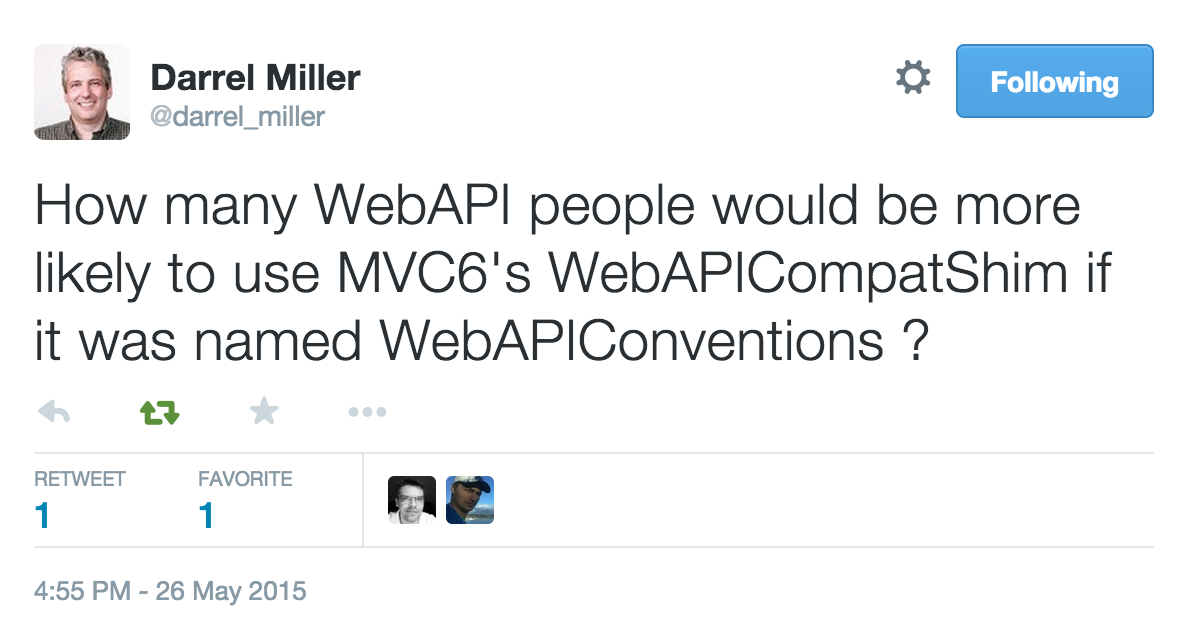 Darrel Miller
@darrel_miller
Following
How many WebAPI people would be more
likely to use MVC6's WebAPICompatShim if
it was named WebAPIConventions ?
RETWEET
FAVORITE
1
1
4:55 PM - 26 May 2015